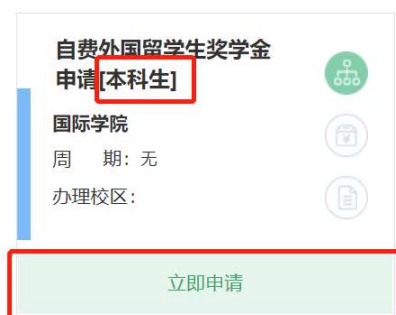 自费外国留学生奖学金
申请[本科生]
国际学院
周 期：无
办理校区：
立即申请